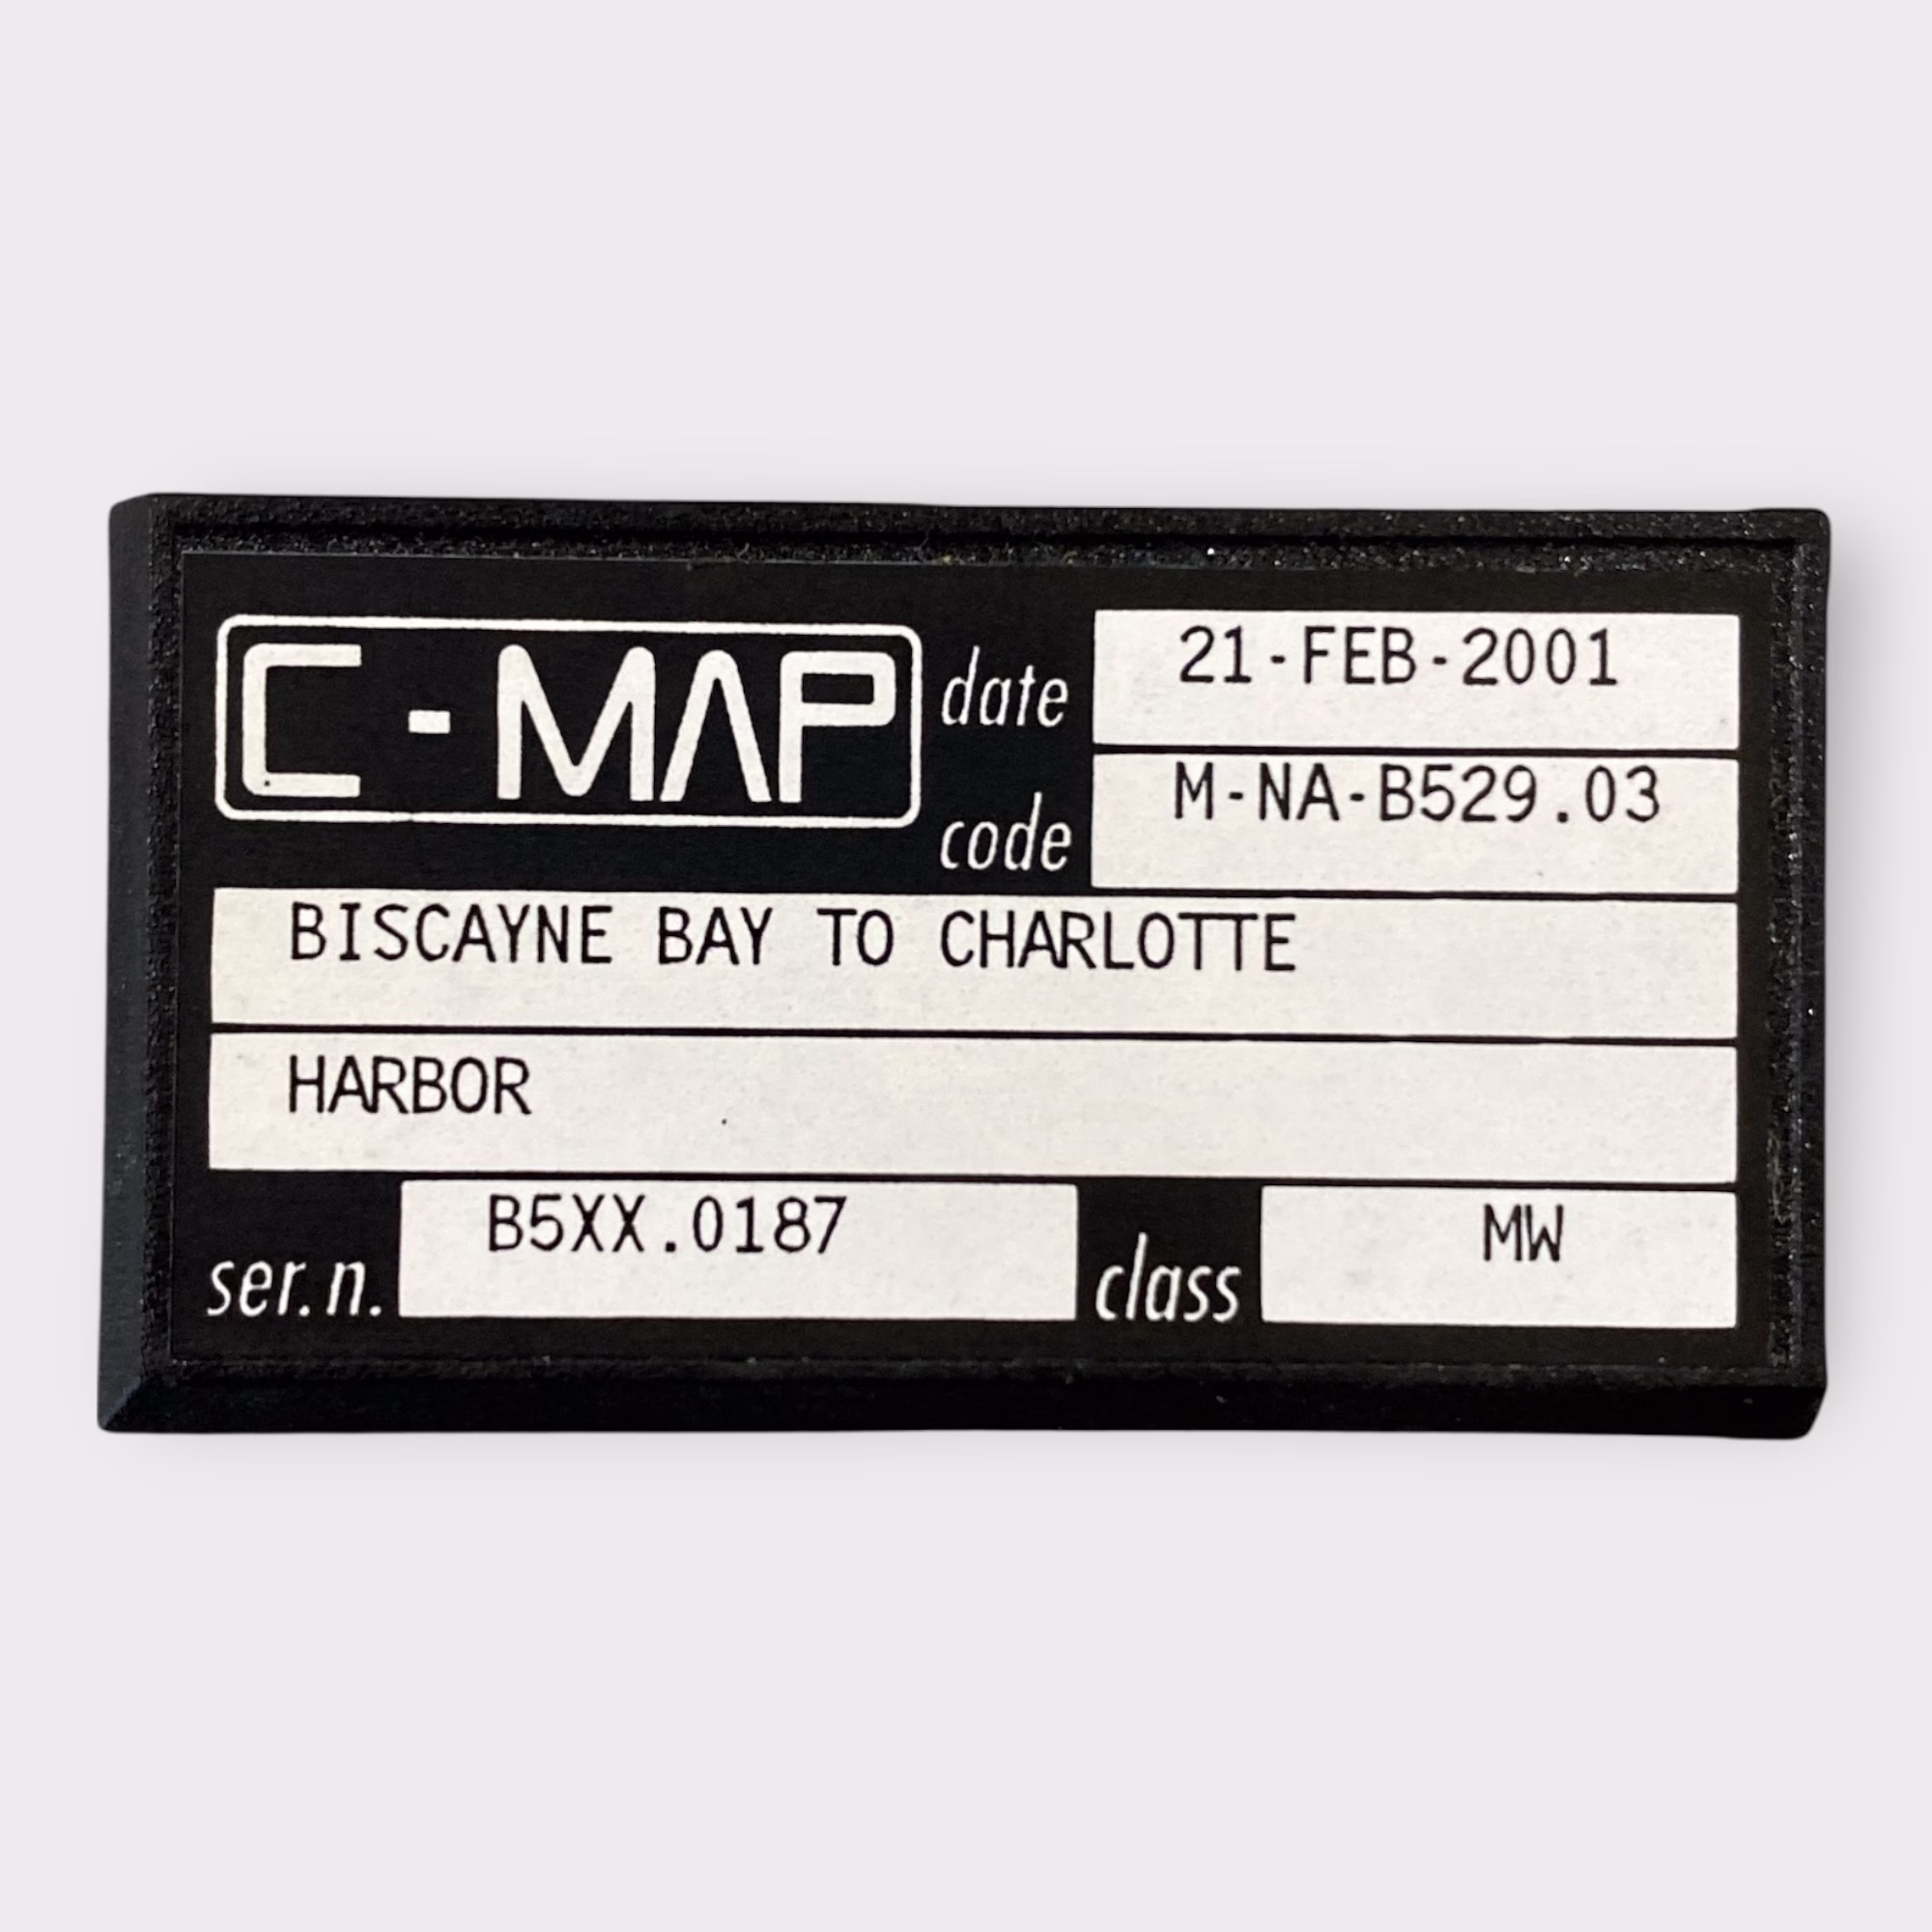 C-MAP
date 21-FEB-2001
code M-NA-B529.03
BISCAYNE BAY TO CHARLOTTE
HARBOR
ser.n. B5XX.0187 class MW